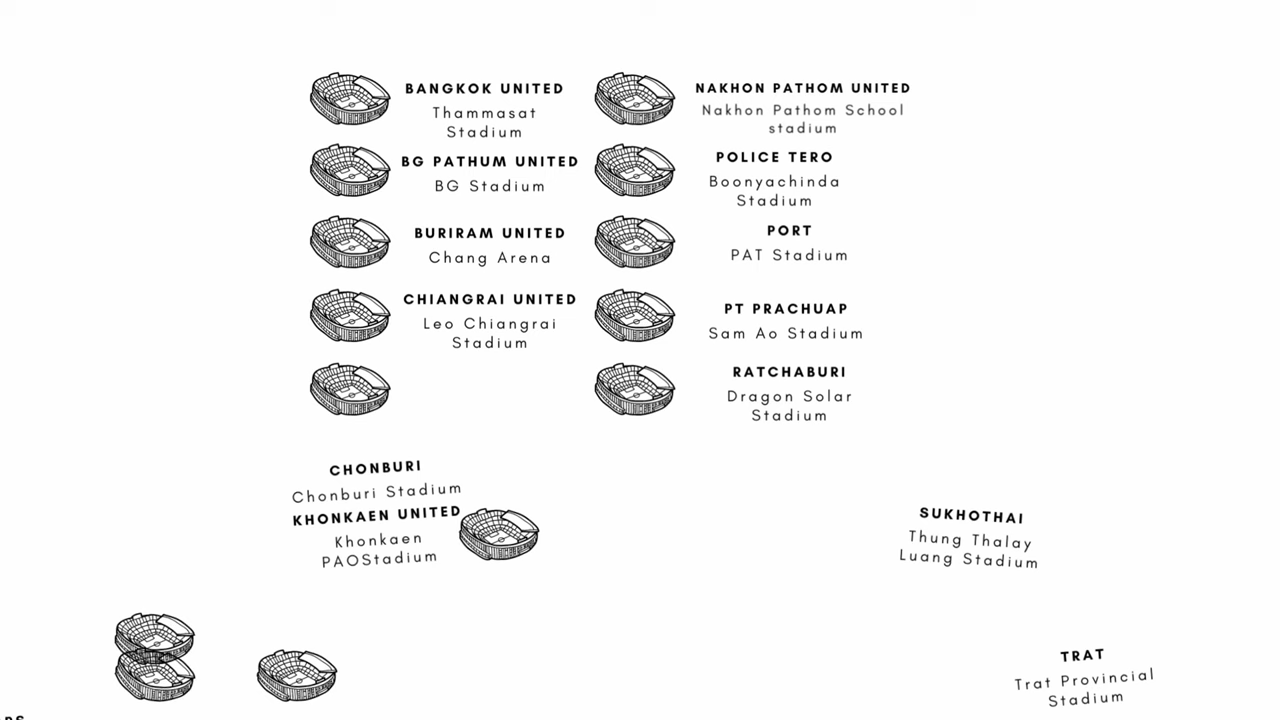 BANGKOK UNITED
Thammasat
Stadium
BG PATHUM UNITED
BG Stadium
BURIRAM UNITED
Chang Arena
CHIANGRAI UNITED
Leo Chiangrai
Stadium
NAKHON PATHOM UNITED
Nakhon Pathom School
stadium
POLICE TERO
Boonyachinda
Stadium
PORT
PAT Stadium
PT PRACHUAP
Sam Ao Stadium
RATCHABURI
Dragon Solar
Stadium
CHONBURI
Chonburi Stadium
KHONKAEN UNITED
Khonkaen
PAOStadium
SUKHOTHAI
Thung Thalay
Luang Stadium
TRAT
Trat Provincial
Stadium